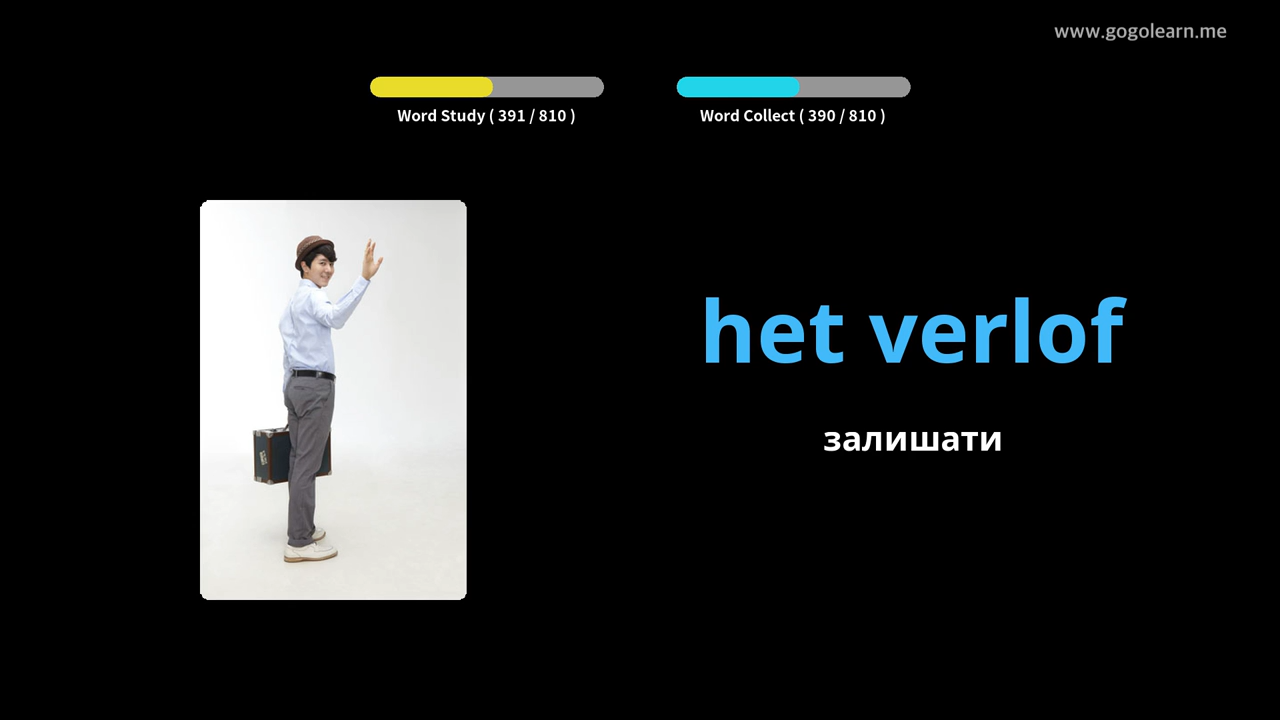 www.gogolearn.me
Word Study ( 391 / 810 )
Word Collect ( 390 / 810 )
het verlof
залишати